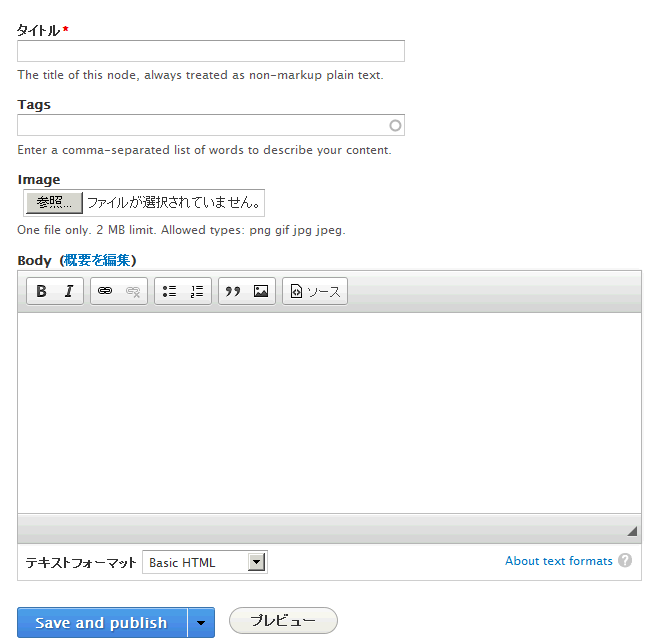 タイトル*
The title of this node, always treated as non-markup plain text.
Tags
Enter a comma-separated list of words to describe your content.
Image
参照... ファイルが選択されていません。
One file only. 2 MB limit. Allowed types: png gif jpg jpeg.
Body (概要を編集)
B I ソース
テキストフォーマット Basic HTML About text formats ?
Save and publish プレビュー